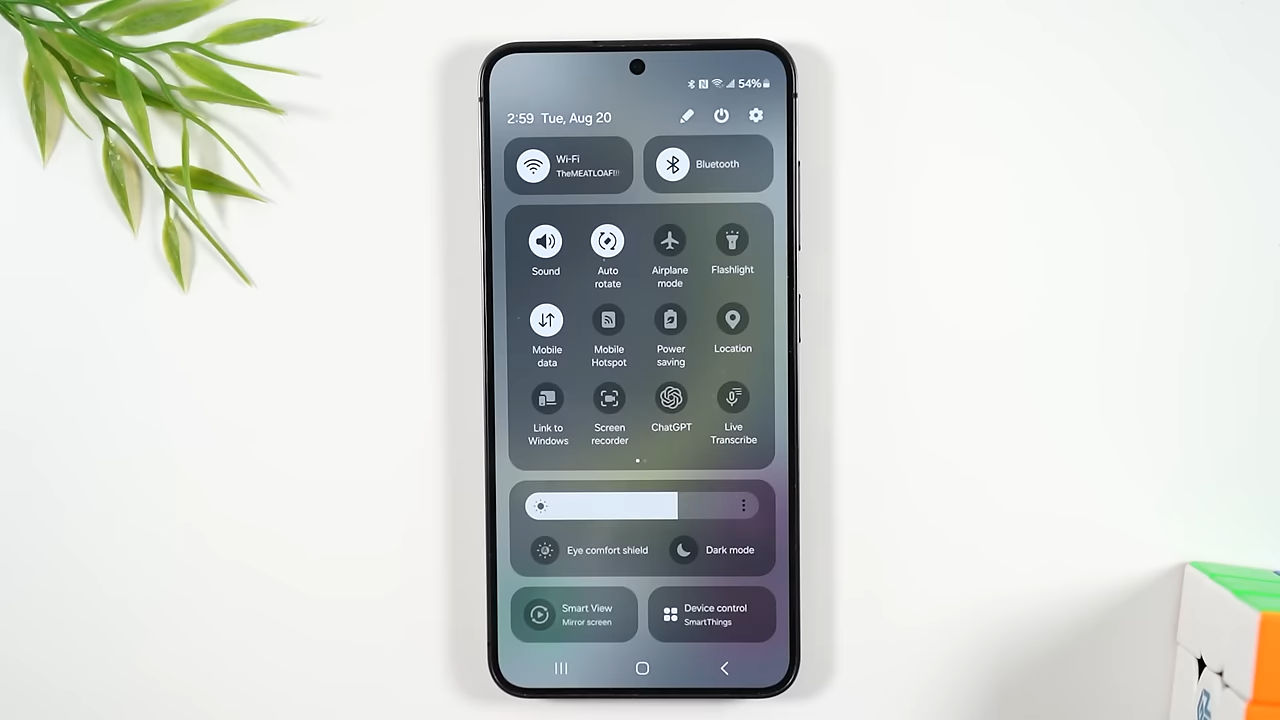 54%
2:59 Tue, Aug 20
Wi-Fi
TheMEATLOAF!!
Bluetooth
Sound
Auto
rotate
Airplane
mode
Flashlight
Mobile
data
Mobile
Hotspot
Power
saving
Location
Link to
Windows
Screen
recorder
ChatGPT
Live
Transcribe
Eye comfort shield
Dark mode
Smart View
Mirror screen
Device control
SmartThings